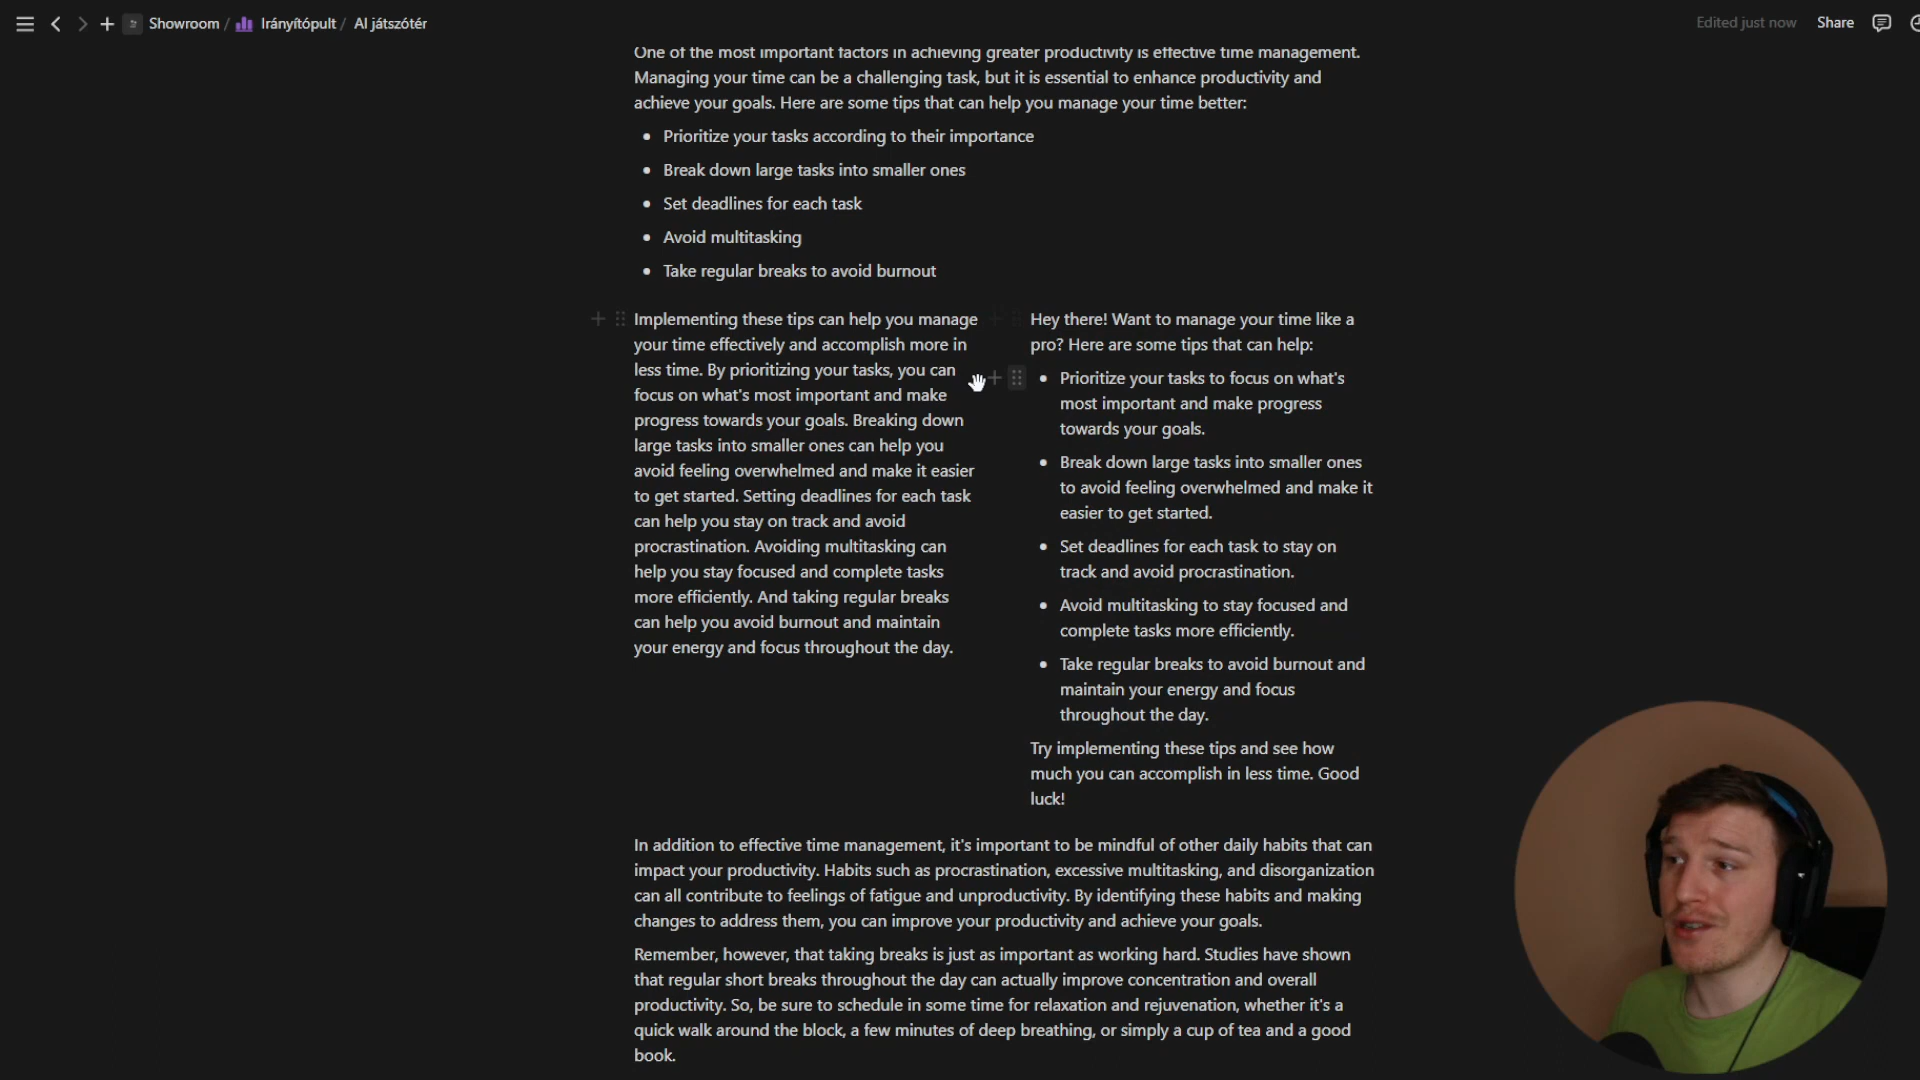 Showroom / Irányítópult / AI játszótér
Edited just now Share
One of the most important factors in achieving greater productivity is effective time management.
Managing your time can be a challenging task, but it is essential to enhance productivity and
achieve your goals. Here are some tips that can help you manage your time better:
• Prioritize your tasks according to their importance
• Break down large tasks into smaller ones
• Set deadlines for each task
• Avoid multitasking
• Take regular breaks to avoid burnout
Implementing these tips can help you manage
your time effectively and accomplish more in
less time. By prioritizing your tasks, you can
focus on what's most important and make
progress towards your goals. Breaking down
large tasks into smaller ones can help you
avoid feeling overwhelmed and make it easier
to get started. Setting deadlines for each task
can help you stay on track and avoid
procrastination. Avoiding multitasking can
help you stay focused and complete tasks
more efficiently. And taking regular breaks
can help you avoid burnout and maintain
your energy and focus throughout the day.
Hey there! Want to manage your time like a
pro? Here are some tips that can help:
• Prioritize your tasks to focus on what's
most important and make progress
towards your goals.
• Break down large tasks into smaller ones
to avoid feeling overwhelmed and make it
easier to get started.
• Set deadlines for each task to stay on
track and avoid procrastination.
• Avoid multitasking to stay focused and
complete tasks more efficiently.
• Take regular breaks to avoid burnout and
maintain your energy and focus
throughout the day.
Try implementing these tips and see how
much you can accomplish in less time. Good
luck!
In addition to effective time management, it's important to be mindful of other daily habits that can
impact your productivity. Habits such as procrastination, excessive multitasking, and disorganization
can all contribute to feelings of fatigue and unproductivity. By identifying these habits and making
changes to address them, you can improve your productivity and achieve your goals.
Remember, however, that taking breaks is just as important as working hard. Studies have shown
that regular short breaks throughout the day can actually improve concentration and overall
productivity. So, be sure to schedule in some time for relaxation and rejuvenation, whether it's a
quick walk around the block, a few minutes of deep breathing, or simply a cup of tea and a good
book.